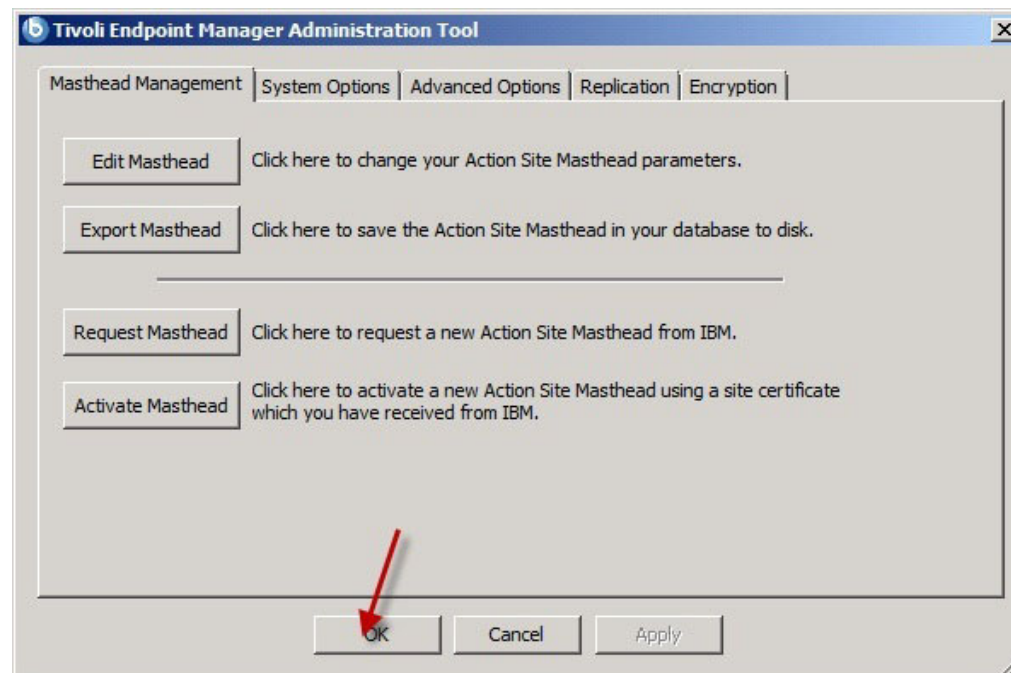 Tivoli Endpoint Manager Administration Tool
Masthead Management System Options Advanced Options Replication Encryption
Edit Masthead Click here to change your Action Site Masthead parameters.
Export Masthead Click here to save the Action Site Masthead in your database to disk.
Request Masthead Click here to request a new Action Site Masthead from IBM.
Activate Masthead Click here to activate a new Action Site Masthead using a site certificate
which you have received from IBM.
OK Cancel Apply